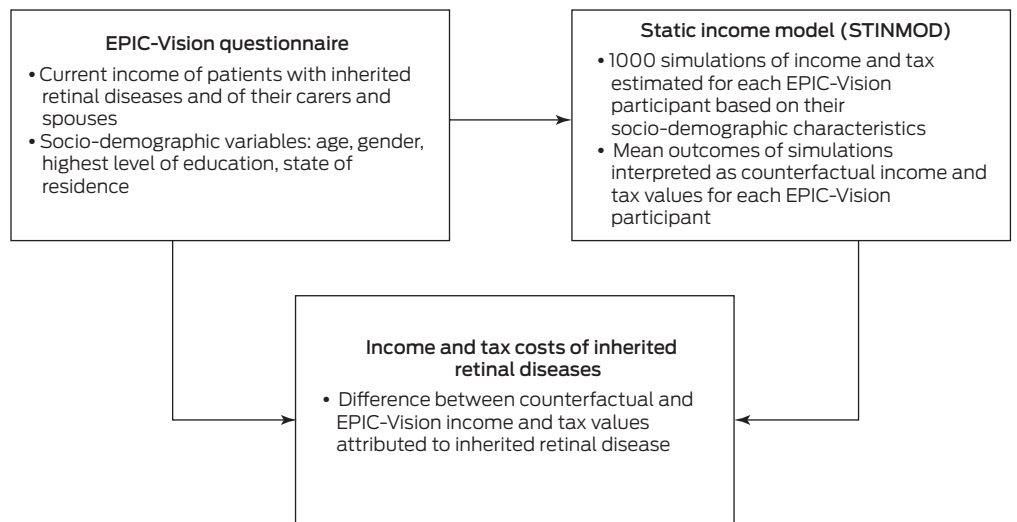 EPIC-Vision questionnaire
• Current income of patients with inherited
retinal diseases and of their carers and
spouses
• Socio-demographic variables: age, gender,
highest level of education, state of
residence
Static income model (STINMOD)
• 1000 simulations of income and tax
estimated for each EPIC-Vision
participant based on their
socio-demographic characteristics
• Mean outcomes of simulations
interpreted as counterfactual income and
tax values for each EPIC-Vision
participant
Income and tax costs of inherited
retinal diseases
• Difference between counterfactual and
EPIC-Vision income and tax values
attributed to inherited retinal disease